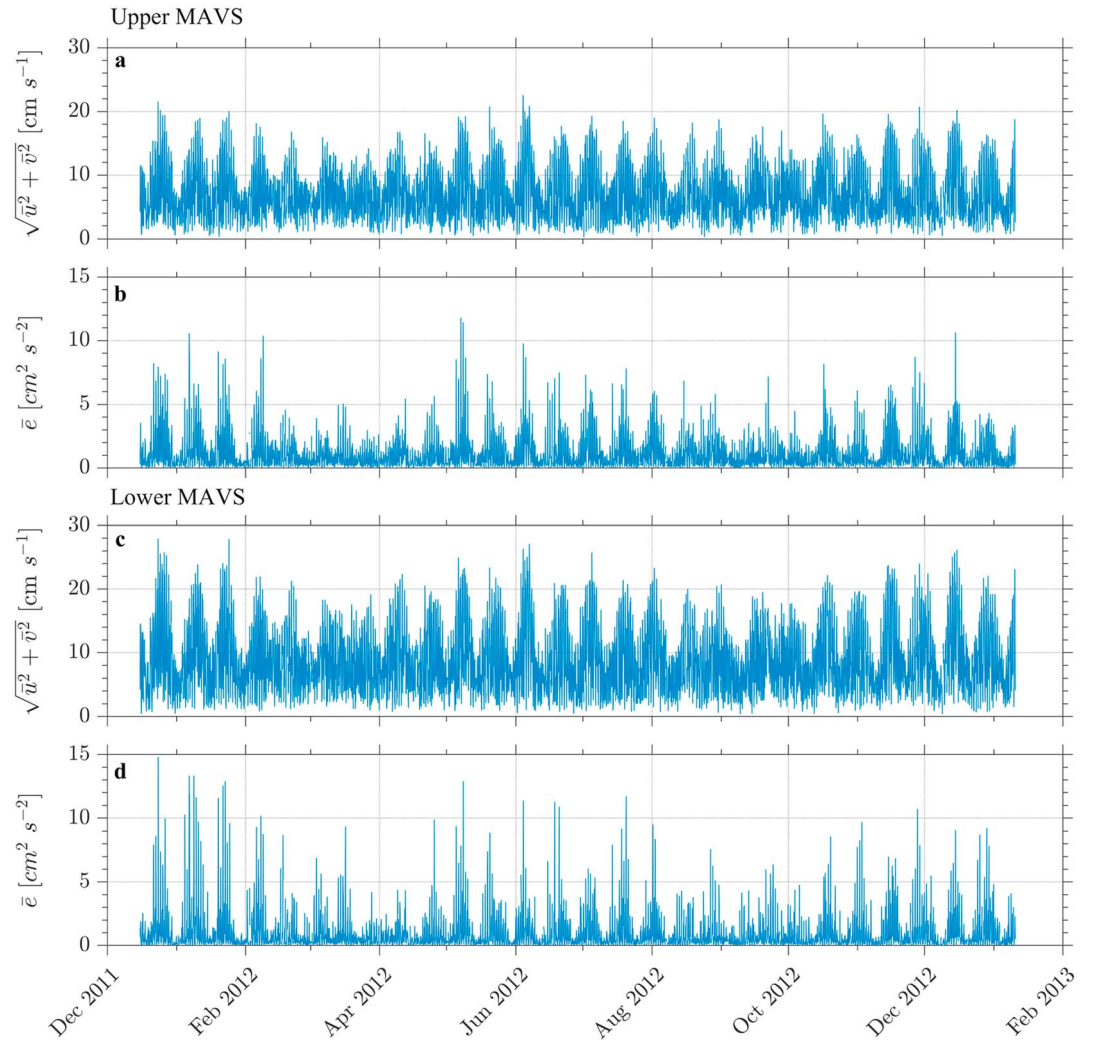 Upper MAVS
a
30
20
10
0
√(ū² + v̄²) [cm s⁻¹]
b
15
10
5
0
ē [cm² s⁻²]
Lower MAVS
c
30
20
10
0
√(ū² + v̄²) [cm s⁻¹]
d
15
10
5
0
ē [cm² s⁻²]
Dec 2011
Feb 2012
Apr 2012
Jun 2012
Aug 2012
Oct 2012
Dec 2012
Feb 2013